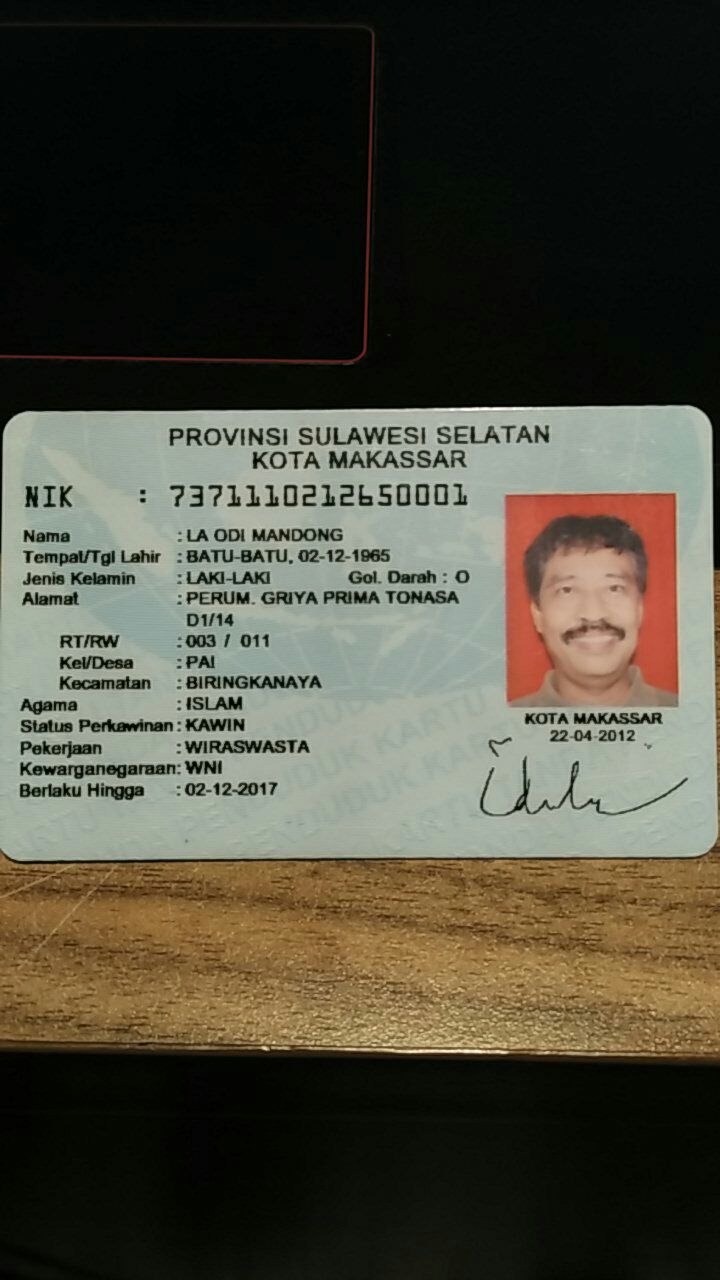 PROVINSI SULAWESI SELATAN
KOTA MAKASSAR
NIK : 7371110212650001
Nama : LA ODI MANDONG
Tempat/Tgl Lahir : BATU-BATU, 02-12-1965
Jenis Kelamin : LAKI-LAKI Gol. Darah : O
Alamat : PERUM. GRIYA PRIMA TONASA
D1/14
RT/RW : 003 / 011
Kel/Desa : PAI
Kecamatan : BIRINGKANAYA
Agama : ISLAM
Status Perkawinan : KAWIN
Pekerjaan : WIRASWASTA
Kewarganegaraan : WNI
Berlaku Hingga : 02-12-2017
KOTA MAKASSAR
22-04-2012